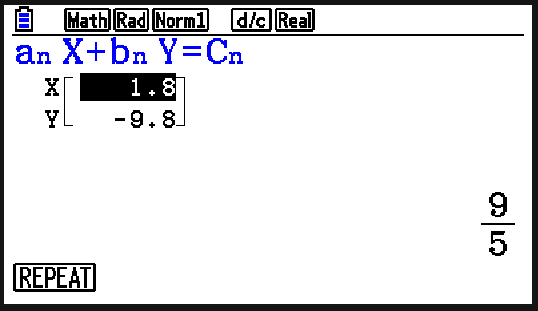 Math Rad Norm1 d/c Real
an X+bn Y=Cn
X 1.8
Y -9.8
9
5
REPEAT